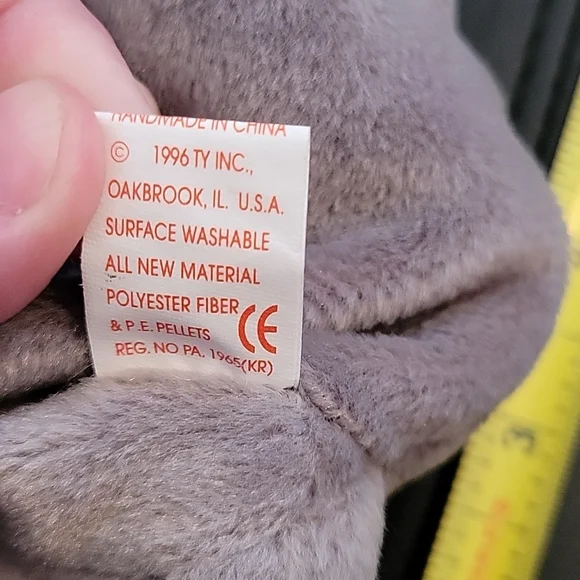 HANDMADE IN CHINA
© 1996 TY INC.,
OAKBROOK, IL. U.S.A.
SURFACE WASHABLE
ALL NEW MATERIAL
POLYESTER FIBER
& P.E. PELLETS CE
REG. NO PA. 1965(KR)
3